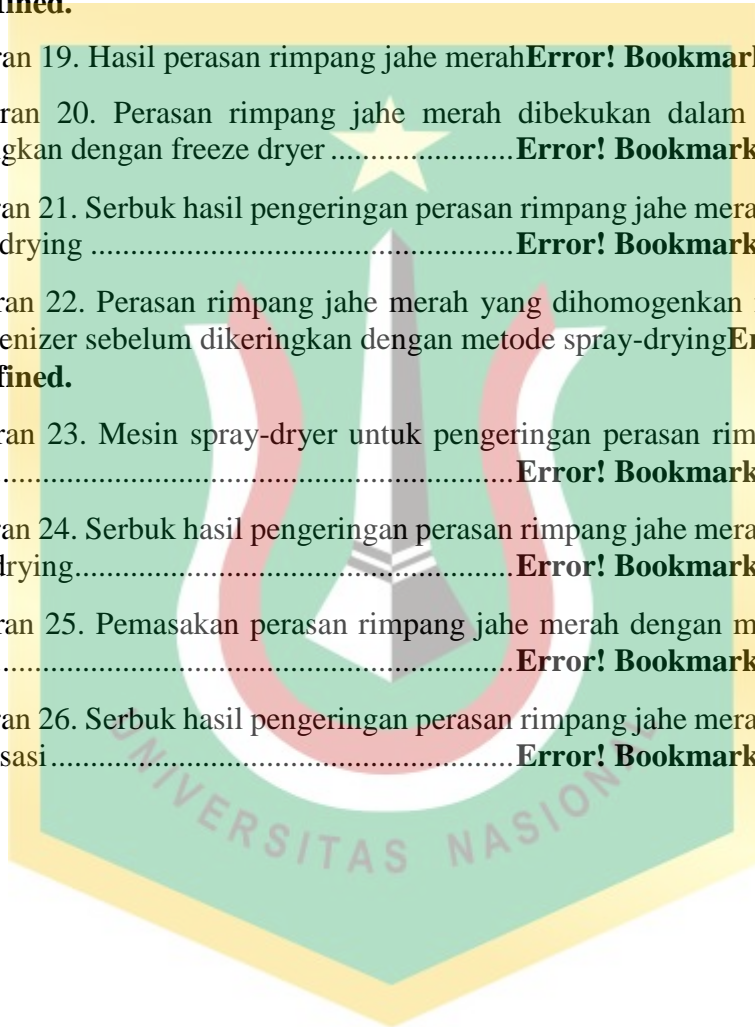 fined.
ran 19. Hasil perasan rimpang jahe merahError! Bookmark
ran 20. Perasan rimpang jahe merah dibekukan dalam
ngkan dengan freeze dryer ......................Error! Bookmark
ran 21. Serbuk hasil pengeringan perasan rimpang jahe mera
drying ...................................................Error! Bookmark
ran 22. Perasan rimpang jahe merah yang dihomogenkan
enizer sebelum dikeringkan dengan metode spray-dryingEr
fined.
ran 23. Mesin spray-dryer untuk pengeringan perasan rim
.............................................................Error! Bookmark
ran 24. Serbuk hasil pengeringan perasan rimpang jahe mera
drying.....................................................Error! Bookmark
ran 25. Pemasakan perasan rimpang jahe merah dengan m
.............................................................Error! Bookmark
ran 26. Serbuk hasil pengeringan perasan rimpang jahe mera
sasi ........................................................Error! Bookmark
UNIVERSITAS NASIONAL